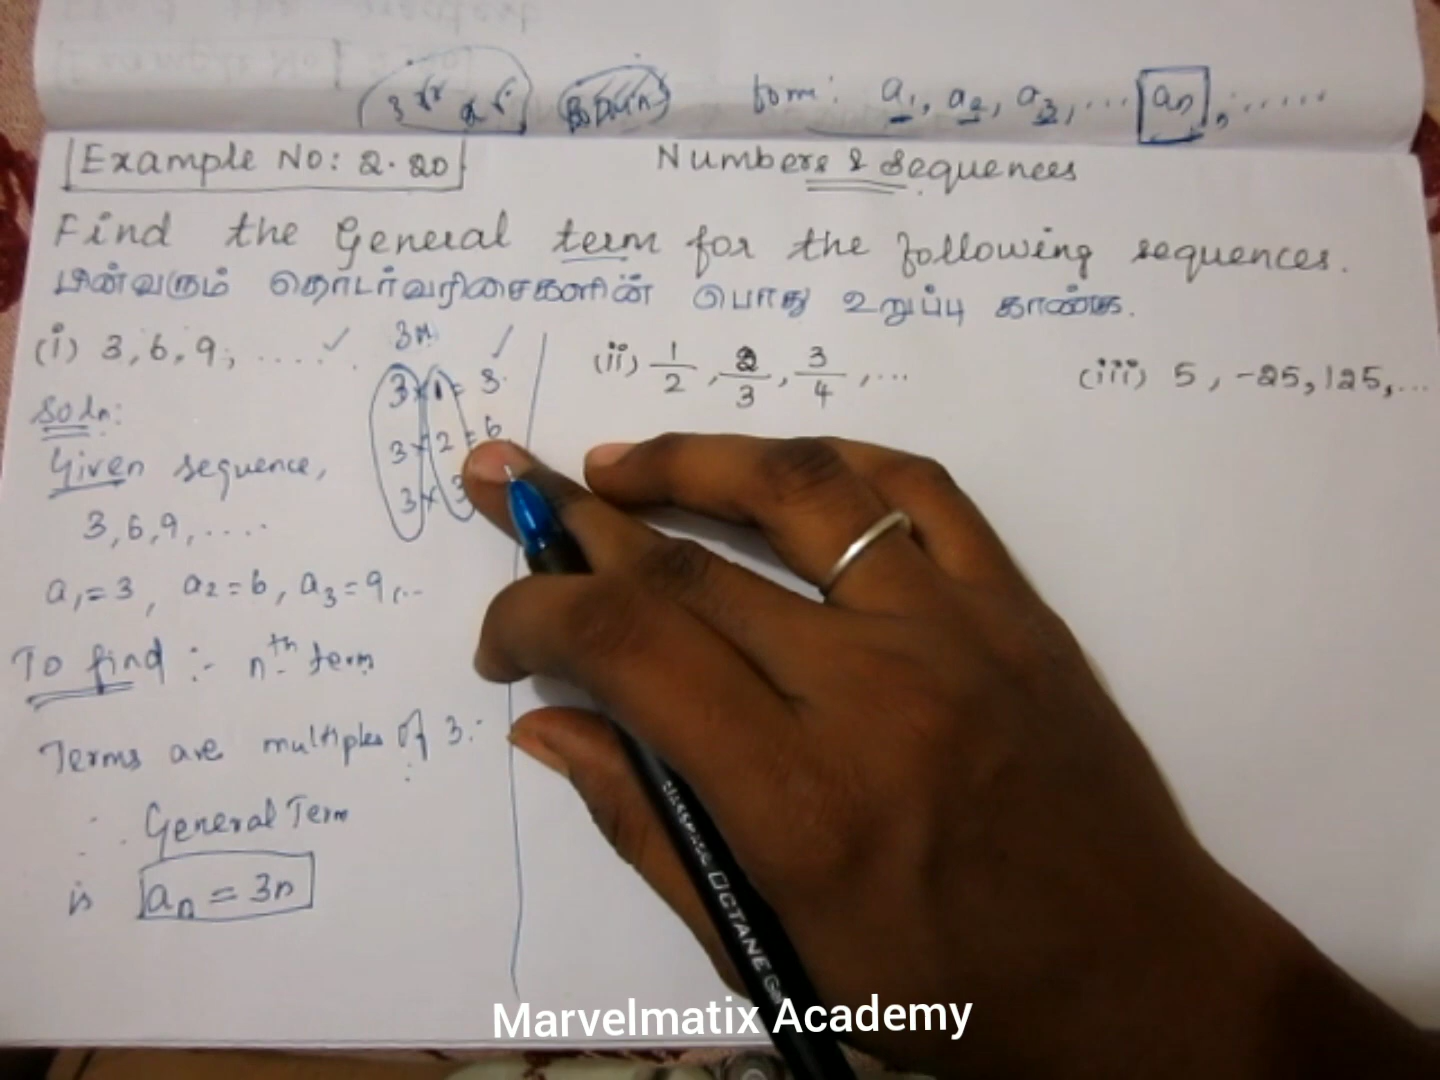 form: a₁, a₂, a₃, ... aₙ, ......
Example No: 2.20
Numbers & Sequences
Find the General term for the following sequences.
பின்வரும் தொடர்வரிசைகளின் பொது உறுப்பு காண்க.
(i) 3, 6, 9, .... ✓
3n
3 × 1 = 3
3 × 2 = 6
3 × 3
Soln:
Given sequence,
3, 6, 9, ....
a₁ = 3, a₂ = 6, a₃ = 9, ..
To find :- nth term
Terms are multiples of 3.
∴ General Term
is aₙ = 3n
(ii) 1/2, 2/3, 3/4, ...
(iii) 5, -25, 125, ...
OCTANE
Marvelmatix Academy